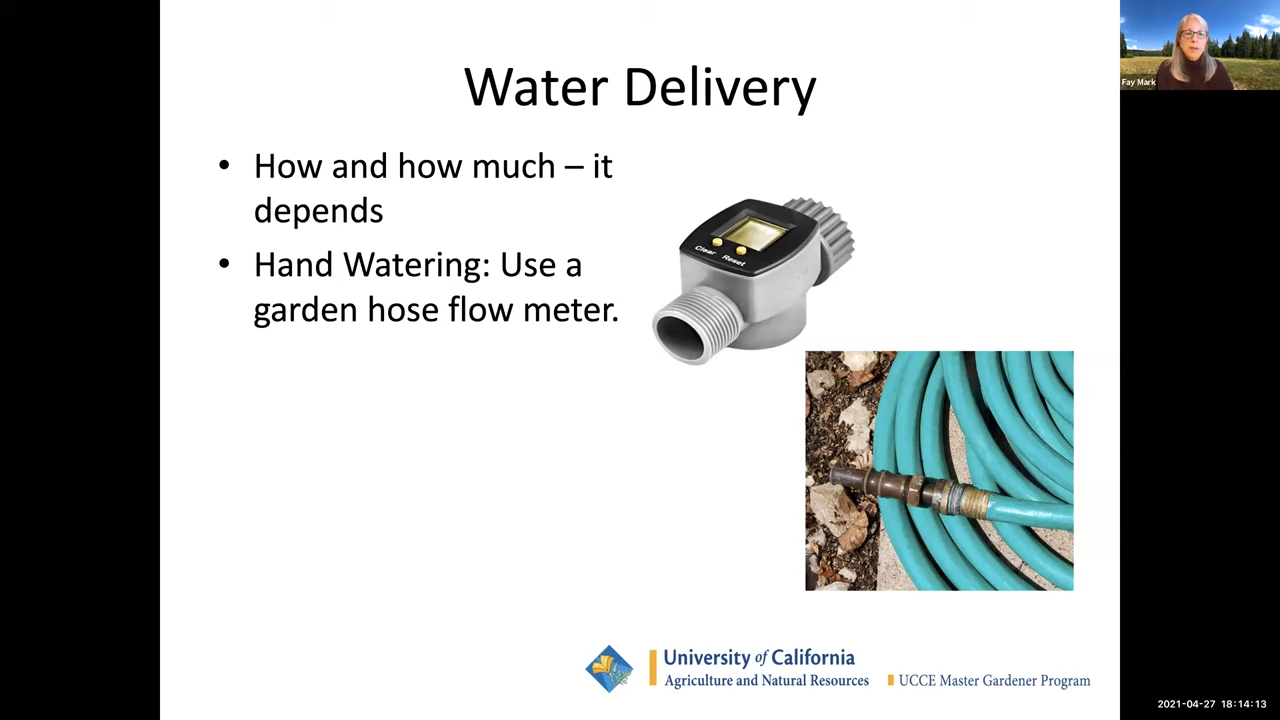 Water Delivery
• How and how much – it
depends
• Hand Watering: Use a
garden hose flow meter.
Clear Reset
Fay Mark
University of California
Agriculture and Natural Resources
UCCE Master Gardener Program
2021-04-27 18:14:13